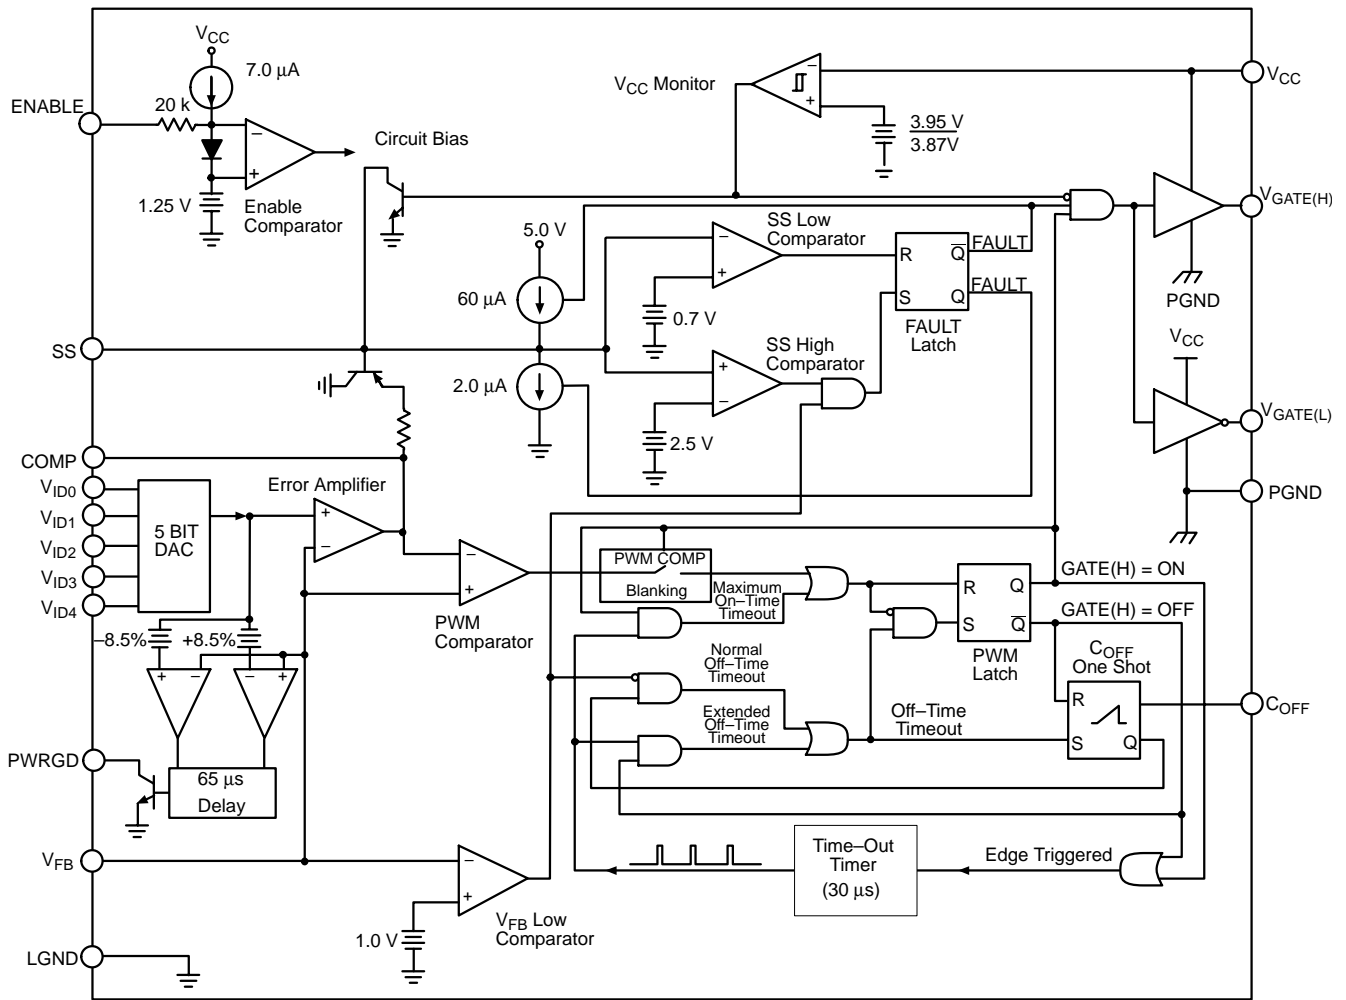 VCC
7.0 μA
ENABLE
20 k
−
+
1.25 V
Enable
Comparator
Circuit Bias
VCC Monitor
−
+
3.95 V
3.87V
VCC
VGATE(H)
PGND
5.0 V
60 μA
SS Low
Comparator
−
+
0.7 V
R
Q
FAULT
S
Q
FAULT
FAULT
Latch
SS
2.0 μA
SS High
Comparator
+
−
2.5 V
VCC
VGATE(L)
PGND
COMP
VID0
VID1
VID2
VID3
VID4
5 BIT
DAC
Error Amplifier
+
−
−
+
PWM
Comparator
PWM COMP
Blanking
Maximum
On–Time
Timeout
R
Q
S
Q
PWM
Latch
GATE(H) = ON
GATE(H) = OFF
–8.5%
+8.5%
+
−
−
+
Normal
Off–Time
Timeout
Extended
Off–Time
Timeout
Off–Time
Timeout
COFF
One Shot
R
S
Q
COFF
PWRGD
65 μs
Delay
VFB
−
+
1.0 V
VFB Low
Comparator
Time–Out
Timer
(30 μs)
Edge Triggered
LGND